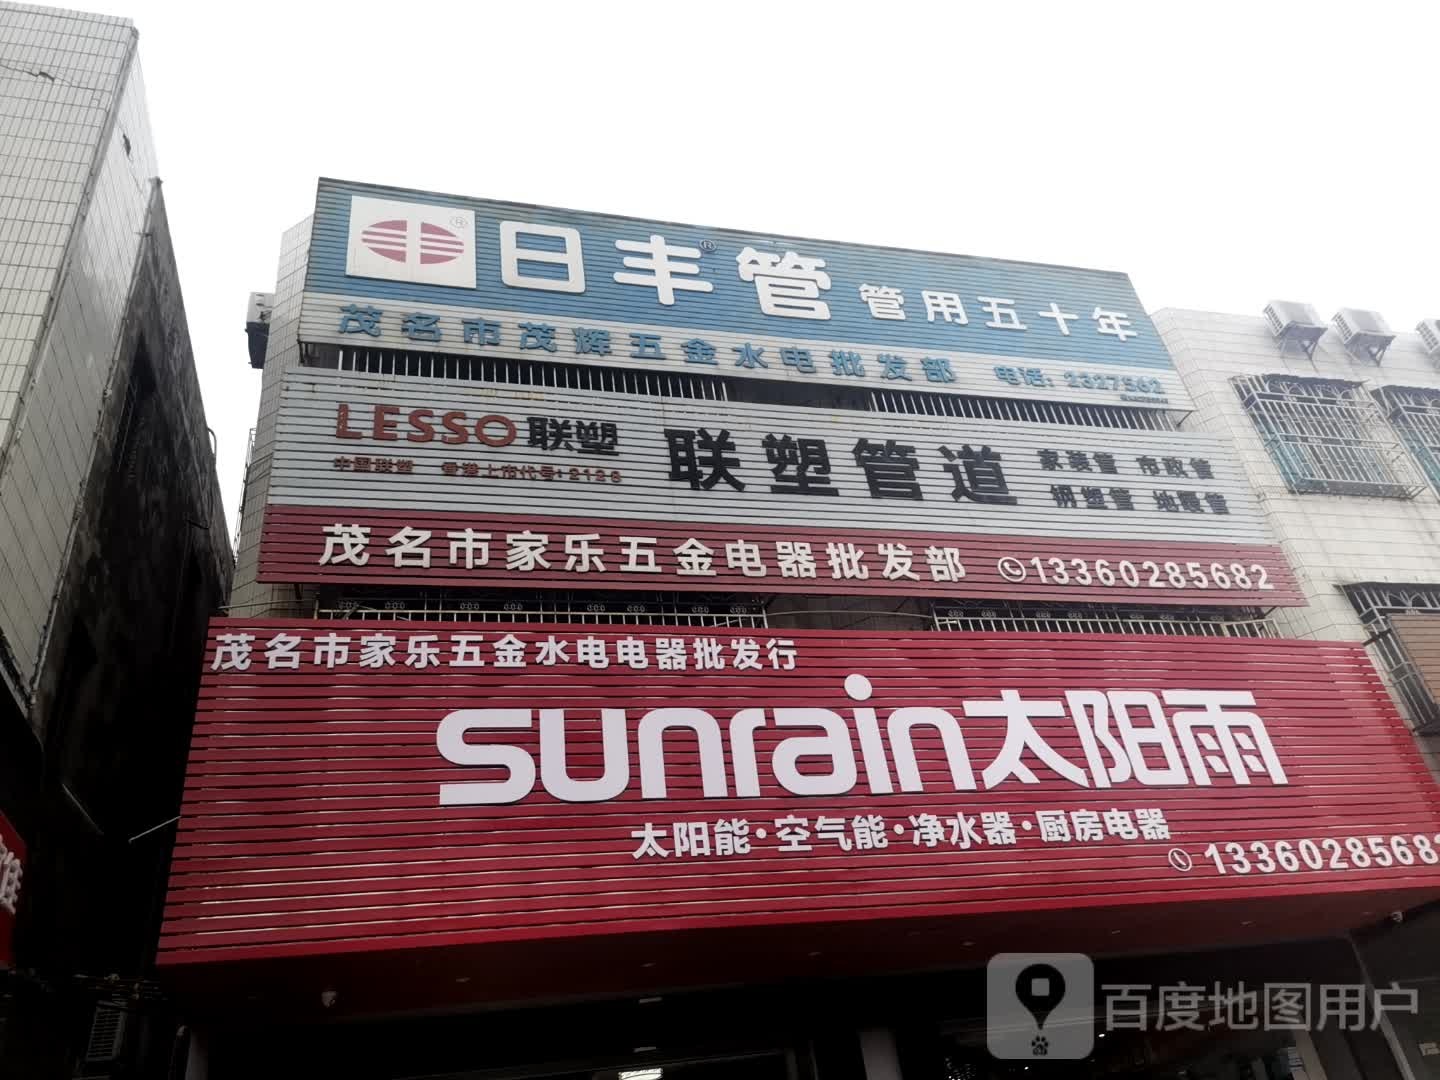 日丰®管 管用五十年
茂名市茂辉五金水电批发部 电话: 2327562
LESSO 联塑
中国联塑 香港上市代号:2128
联塑管道
家装管 市政管
钢塑管 地暖管
茂名市家乐五金电器批发部 13360285682
茂名市家乐五金水电电器批发行
sunrain太阳雨
太阳能·空气能·净水器·厨房电器
13360285682
百度地图用户